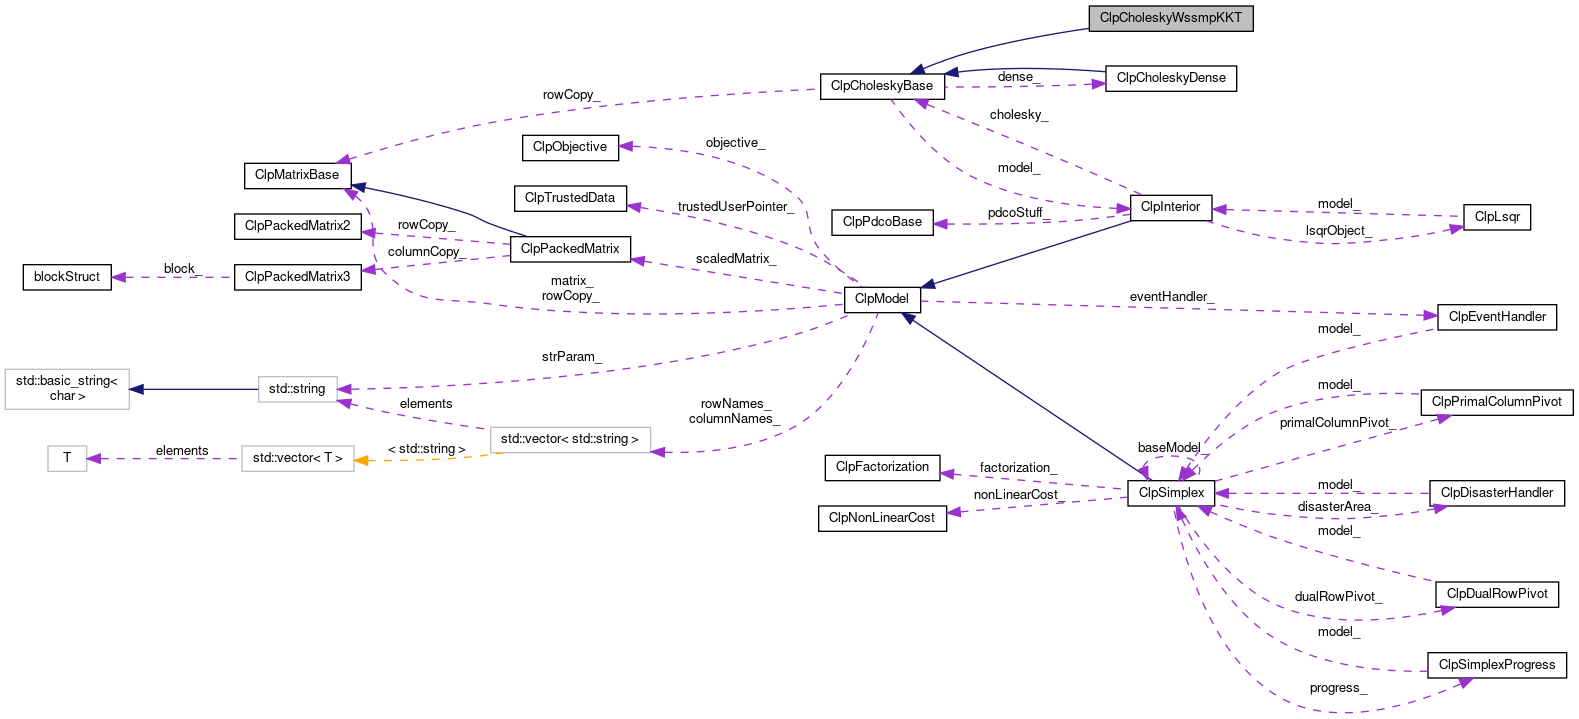 ClpCholeskyWssmpKKT
ClpCholeskyBase
dense_
ClpCholeskyDense
rowCopy_
cholesky_
ClpObjective
objective_
model_
ClpMatrixBase
ClpTrustedData
trustedUserPointer_
ClpInterior
model_
ClpLsqr
pdcoStuff_
ClpPdcoBase
lsqrObject_
ClpPackedMatrix2
rowCopy_
ClpPackedMatrix
columnCopy_
scaledMatrix_
blockStruct
block_
ClpPackedMatrix3
matrix_
rowCopy_
ClpModel
eventHandler_
ClpEventHandler
model_
strParam_
std::basic_string<
char >
std::string
model_
ClpPrimalColumnPivot
elements
rowNames_
columnNames_
primalColumnPivot_
T
elements
std::vector< T >
< std::string >
std::vector< std::string >
baseModel_
ClpFactorization
factorization_
ClpSimplex
model_
ClpDisasterHandler
nonLinearCost_
ClpNonLinearCost
disasterArea_
model_
dualRowPivot_
ClpDualRowPivot
model_
ClpSimplexProgress
progress_